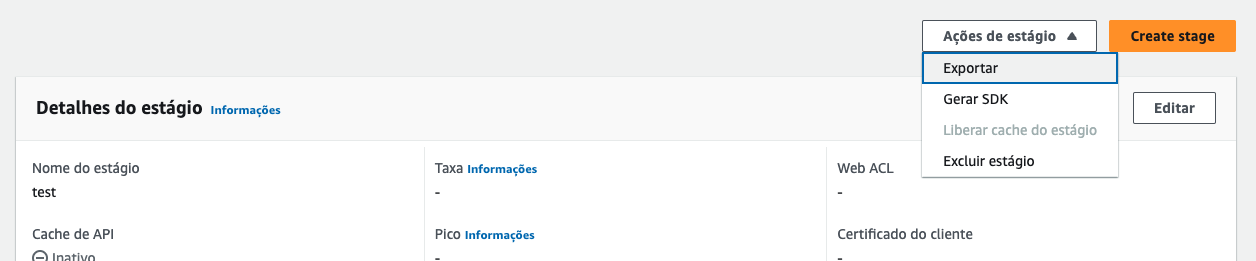 Ações de estágio
Create stage
Exportar
Gerar SDK
Liberar cache do estágio
Excluir estágio
Detalhes do estágio Informações
Editar
Nome do estágio
test
Taxa Informações
-
Web ACL
-
Cache de API
Inativo
Pico Informações
-
Certificado do cliente
-